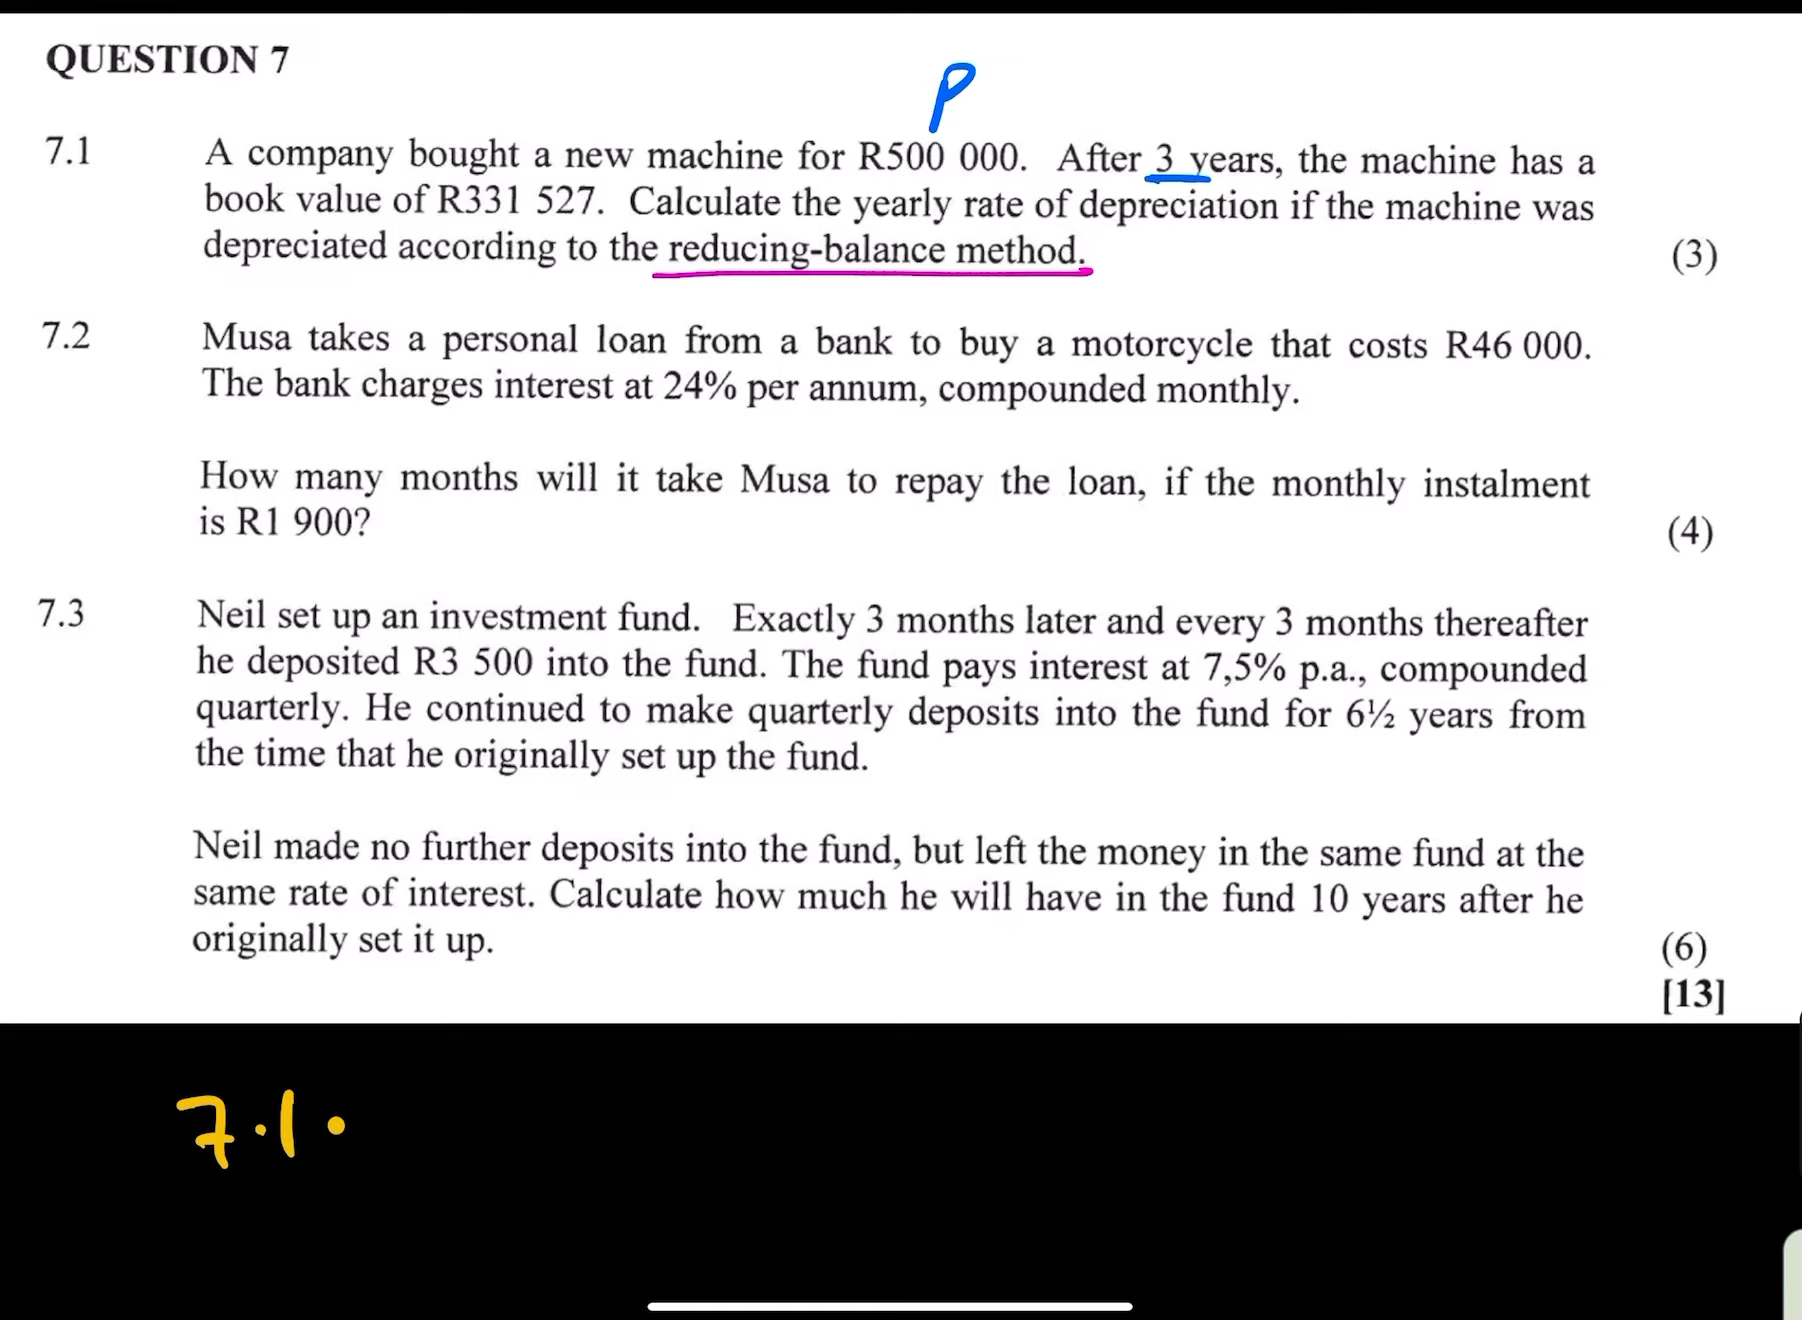 QUESTION 7
P
7.1 A company bought a new machine for R500 000. After 3 years, the machine has a
book value of R331 527. Calculate the yearly rate of depreciation if the machine was
depreciated according to the reducing-balance method. (3)
7.2 Musa takes a personal loan from a bank to buy a motorcycle that costs R46 000.
The bank charges interest at 24% per annum, compounded monthly.
How many months will it take Musa to repay the loan, if the monthly instalment
is R1 900? (4)
7.3 Neil set up an investment fund. Exactly 3 months later and every 3 months thereafter
he deposited R3 500 into the fund. The fund pays interest at 7,5% p.a., compounded
quarterly. He continued to make quarterly deposits into the fund for 6½ years from
the time that he originally set up the fund.
Neil made no further deposits into the fund, but left the money in the same fund at the
same rate of interest. Calculate how much he will have in the fund 10 years after he
originally set it up. (6)
[13]
7.1.